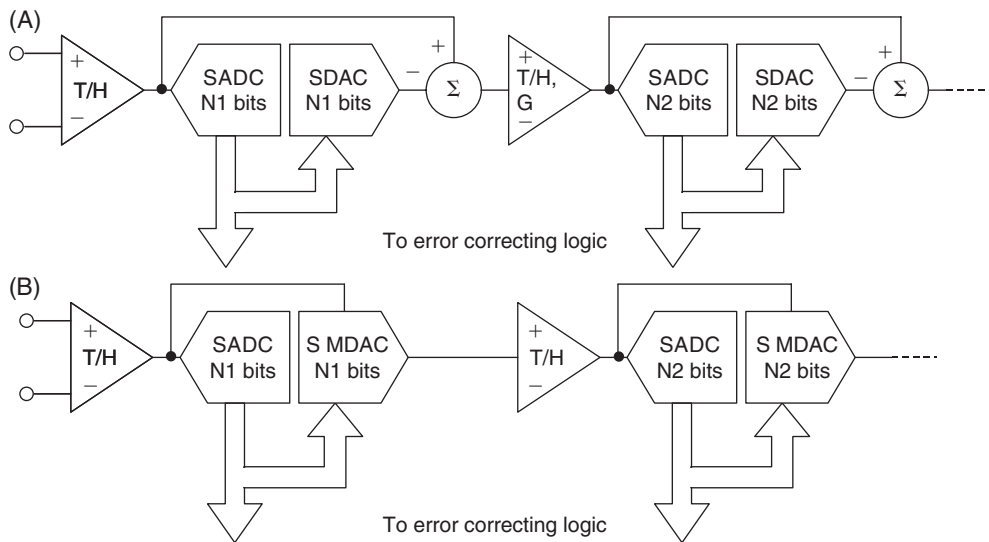 (A)
+
T/H
−
SADC
N1 bits
SDAC
N1 bits
+
−
Σ
+
T/H,
G
−
SADC
N2 bits
SDAC
N2 bits
+
−
Σ
To error correcting logic
(B)
+
T/H
−
SADC
N1 bits
S MDAC
N1 bits
+
T/H
−
SADC
N2 bits
S MDAC
N2 bits
To error correcting logic